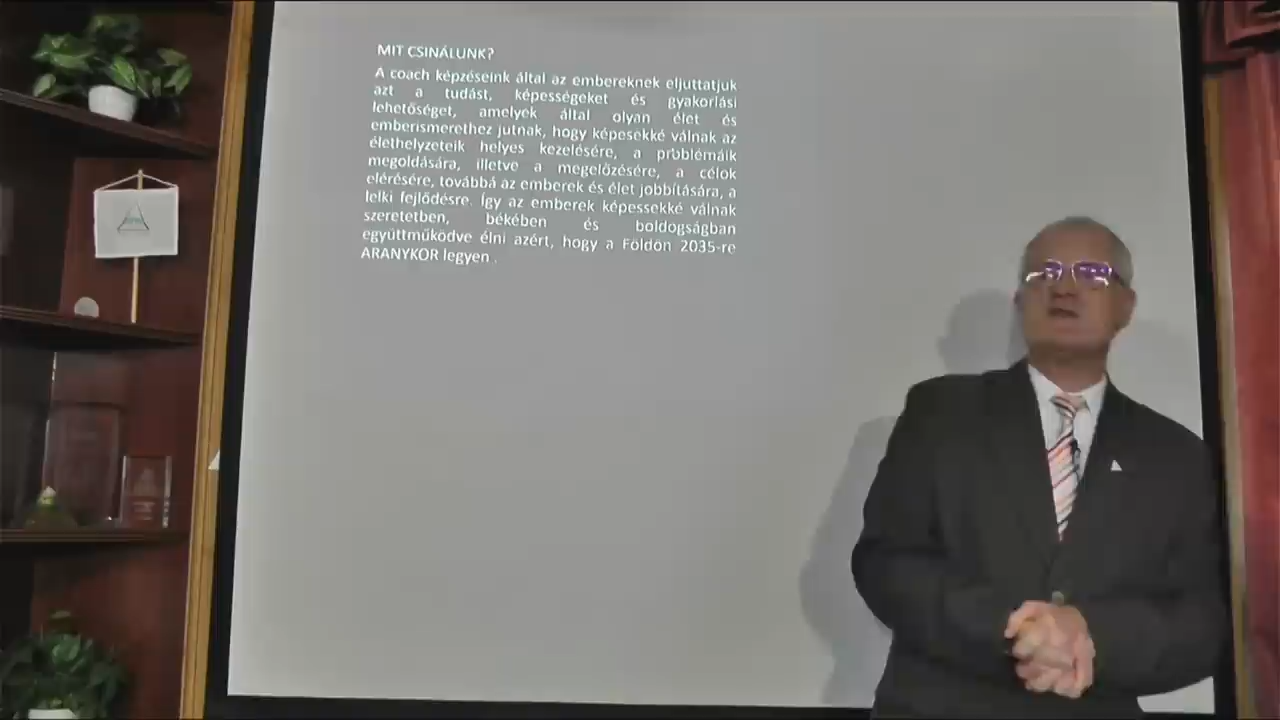 MIT CSINÁLUNK?
A coach képzéseink által az embereknek eljuttatjuk
azt a tudást, képességeket és gyakorlási
lehetőséget, amelyek által olyan élet és
emberismerethez jutnak, hogy képesekké válnak az
élethelyzeteik helyes kezelésére, a problémáik
megoldására, illetve a megelőzésére, a célok
elérésére, továbbá az emberek és élet jobbítására, a
lelki fejlődésre. Így az emberek képessekké válnak
szeretetben, békében és boldogságban
együttműködve élni azért, hogy a Földön 2035-re
ARANYKOR legyen .